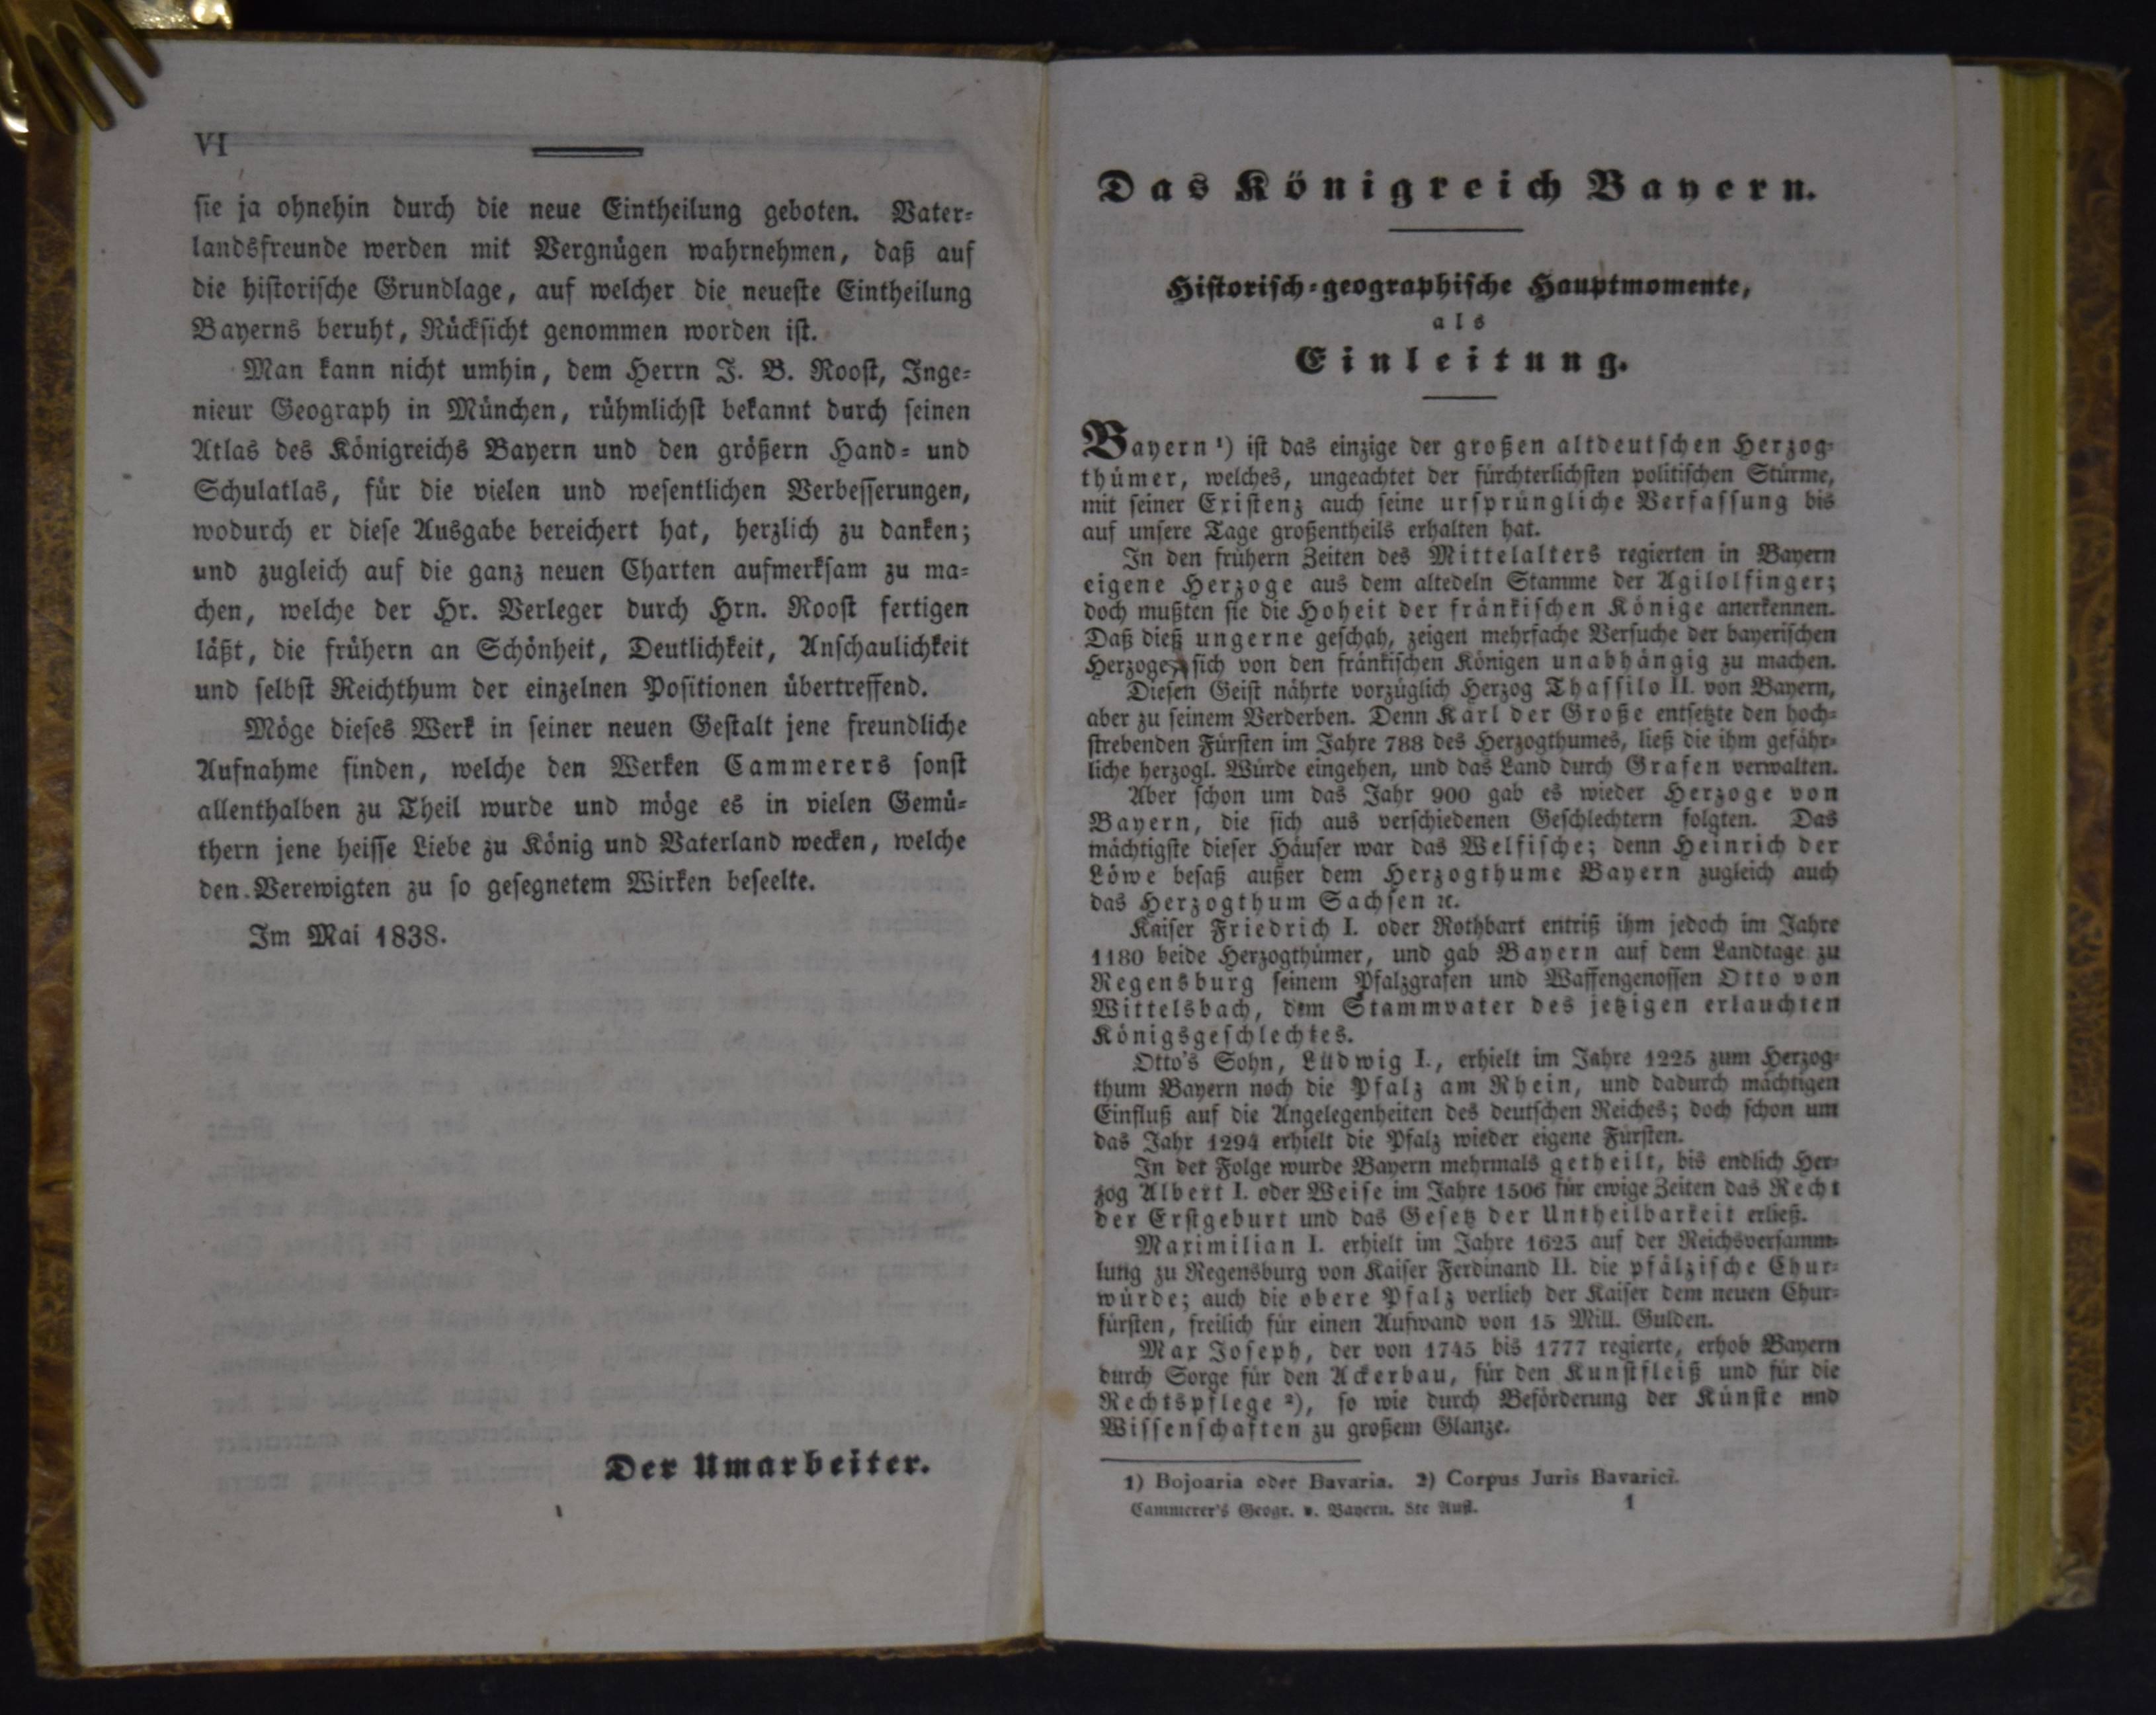 VI
sie ja ohnehin durch die neue Eintheilung geboten. Vater-
landsfreunde werden mit Vergnügen wahrnehmen, daß auf
die historische Grundlage, auf welcher die neueste Eintheilung
Bayerns beruht, Rücksicht genommen worden ist.
Man kann nicht umhin, dem Herrn J. B. Roost, Inge-
nieur Geograph in München, rühmlichst bekannt durch seinen
Atlas des Königreichs Bayern und den größern Hand- und
Schulatlas, für die vielen und wesentlichen Verbesserungen,
wodurch er diese Ausgabe bereichert hat, herzlich zu danken;
und zugleich auf die ganz neuen Charten aufmerksam zu ma-
chen, welche der Hr. Verleger durch Hrn. Roost fertigen
läßt, die frühern an Schönheit, Deutlichkeit, Anschaulichkeit
und selbst Reichthum der einzelnen Positionen übertreffend.
Möge dieses Werk in seiner neuen Gestalt jene freundliche
Aufnahme finden, welche den Werken Cammerers sonst
allenthalben zu Theil wurde und möge es in vielen Gemü-
thern jene heisse Liebe zu König und Vaterland wecken, welche
den Verewigten zu so gesegnetem Wirken beseelte.
Im Mai 1838.
Der Umarbeiter.
Das Königreich Bayern.
Historisch-geographische Hauptmomente,
als
Einleitung.
Bayern ¹) ist das einzige der großen altdeutschen Herzog-
thümer, welches, ungeachtet der fürchterlichsten politischen Stürme,
mit seiner Existenz auch seine ursprüngliche Verfassung bis
auf unsere Tage großentheils erhalten hat.
In den frühern Zeiten des Mittelalters regierten in Bayern
eigene Herzoge aus dem altedeln Stamme der Agilolfinger;
doch mußten sie die Hoheit der fränkischen Könige anerkennen.
Daß dieß ungerne geschah, zeigen mehrfache Versuche der bayerischen
Herzoge, sich von den fränkischen Königen unabhängig zu machen.
Diesen Geist nährte vorzüglich Herzog Thassilo II. von Bayern,
aber zu seinem Verderben. Denn Karl der Große entsetzte den hoch-
strebenden Fürsten im Jahre 788 des Herzogthumes, ließ die ihm gefähr-
liche herzogl. Würde eingehen, und das Land durch Grafen verwalten.
Aber schon um das Jahr 900 gab es wieder Herzoge von
Bayern, die sich aus verschiedenen Geschlechtern folgten. Das
mächtigste dieser Häuser war das Welfische; denn Heinrich der
Löwe besaß außer dem Herzogthume Bayern zugleich auch
das Herzogthum Sachsen ꝛc.
Kaiser Friedrich I. oder Rothbart entriß ihm jedoch im Jahre
1180 beide Herzogthümer, und gab Bayern auf dem Landtage zu
Regensburg seinem Pfalzgrafen und Waffengenossen Otto von
Wittelsbach, dem Stammvater des jetzigen erlauchten
Königsgeschlechtes.
Otto's Sohn, Ludwig I., erhielt im Jahre 1225 zum Herzog-
thum Bayern noch die Pfalz am Rhein, und dadurch mächtigen
Einfluß auf die Angelegenheiten des deutschen Reiches; doch schon um
das Jahr 1294 erhielt die Pfalz wieder eigene Fürsten.
In der Folge wurde Bayern mehrmals getheilt, bis endlich Her-
zog Albert I. oder Weise im Jahre 1506 für ewige Zeiten das Recht
der Erstgeburt und das Gesetz der Untheilbarkeit erließ.
Maximilian I. erhielt im Jahre 1623 auf der Reichsversamm-
lung zu Regensburg von Kaiser Ferdinand II. die pfälzische Chur-
würde; auch die obere Pfalz verlieh der Kaiser dem neuen Chur-
fürsten, freilich für einen Aufwand von 15 Mill. Gulden.
Max Joseph, der von 1745 bis 1777 regierte, erhob Bayern
durch Sorge für den Ackerbau, für den Kunstfleiß und für die
Rechtspflege ²), so wie durch Beförderung der Künste und
Wissenschaften zu großem Glanze.
1) Bojoaria oder Bavaria. 2) Corpus Juris Bavarici.
Cammerer's Geogr. v. Bayern. 8te Aufl. 1